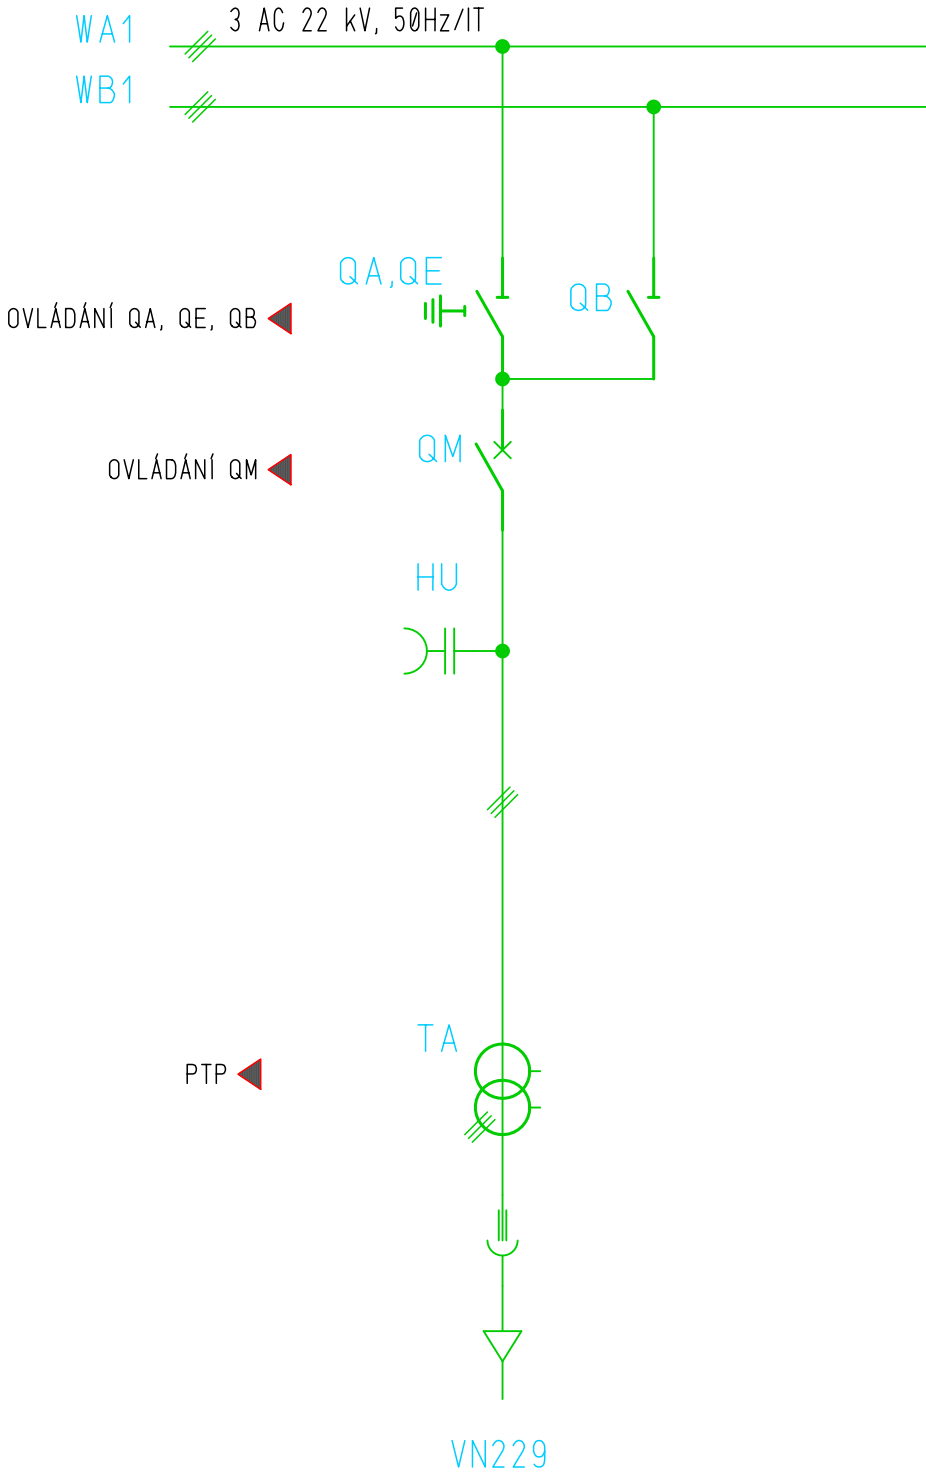 3 AC 22 kV, 50Hz/IT
WA1
WB1
QA,QE
QB
OVLÁDÁNÍ QA, QE, QB
QM
OVLÁDÁNÍ QM
HU
TA
PTP
VN229